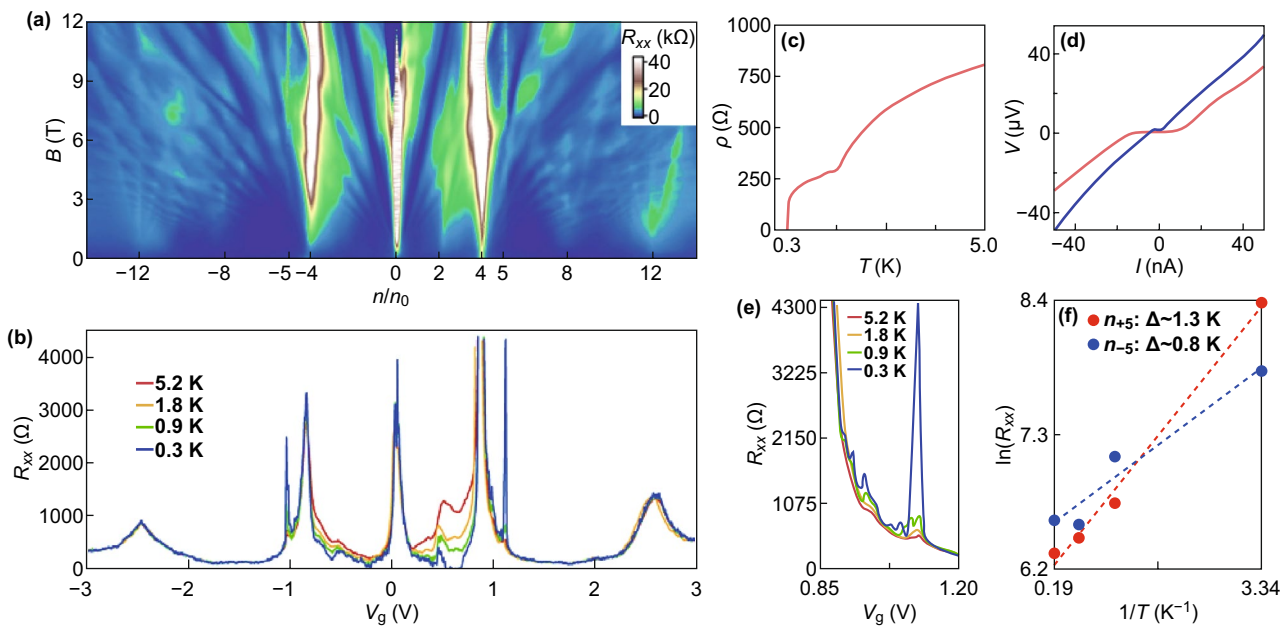 (a)
12
9
6
3
0
B (T)
Rxx (kΩ)
40
20
0
−12
−8
−5
−4
0
2
4
5
8
12
n/n0
(c)
1000
750
500
250
0
ρ (Ω)
0.3
5.0
T (K)
(d)
40
0
−40
V (µV)
−40
0
40
I (nA)
(b)
4000
3000
2000
1000
0
Rxx (Ω)
5.2 K
1.8 K
0.9 K
0.3 K
−3
−2
−1
0
1
2
3
Vg (V)
(e)
4300
3225
2150
1075
0
Rxx (Ω)
5.2 K
1.8 K
0.9 K
0.3 K
0.85
1.20
Vg (V)
(f)
8.4
7.3
6.2
ln(Rxx)
n+5: Δ~1.3 K
n−5: Δ~0.8 K
0.19
3.34
1/T (K−1)